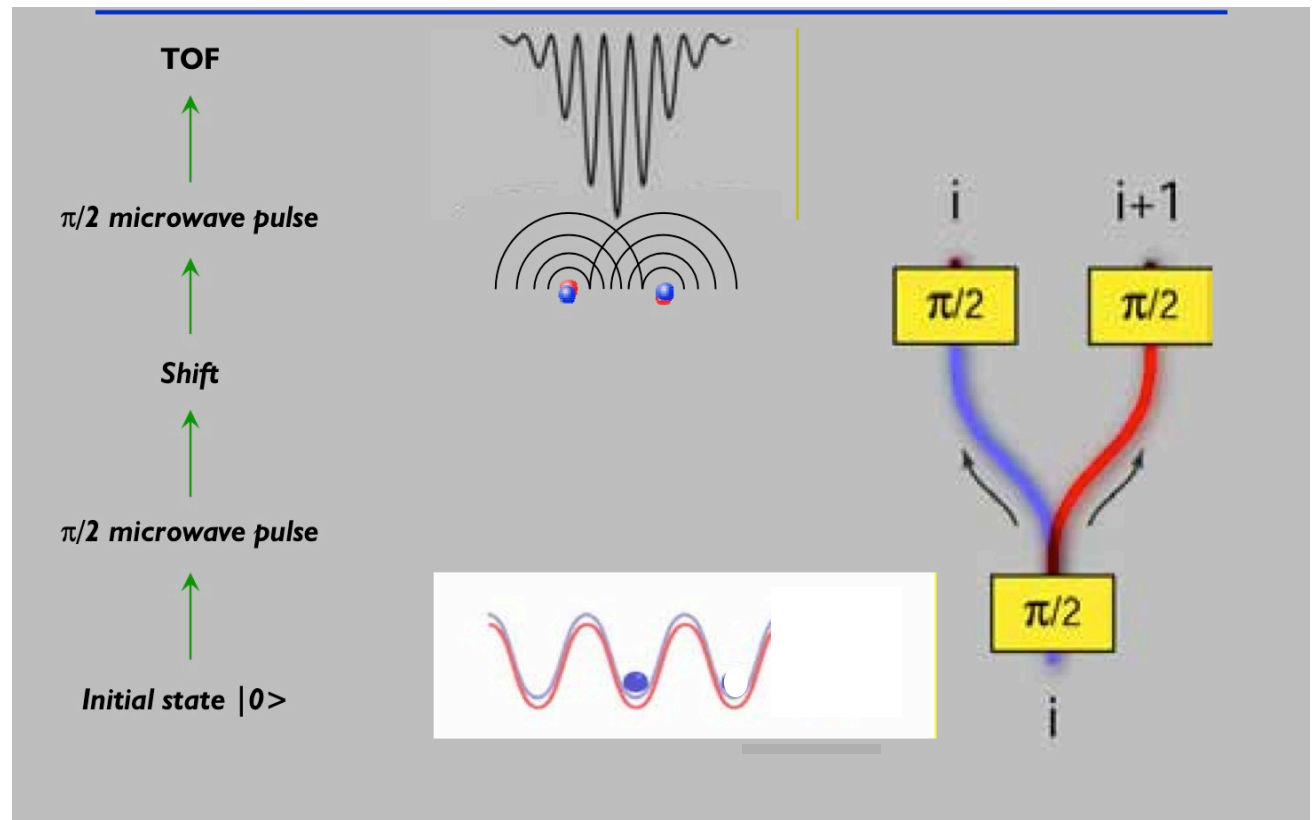 TOF
π/2 microwave pulse
Shift
π/2 microwave pulse
Initial state |0>
i
i+1
π/2
π/2
π/2
i